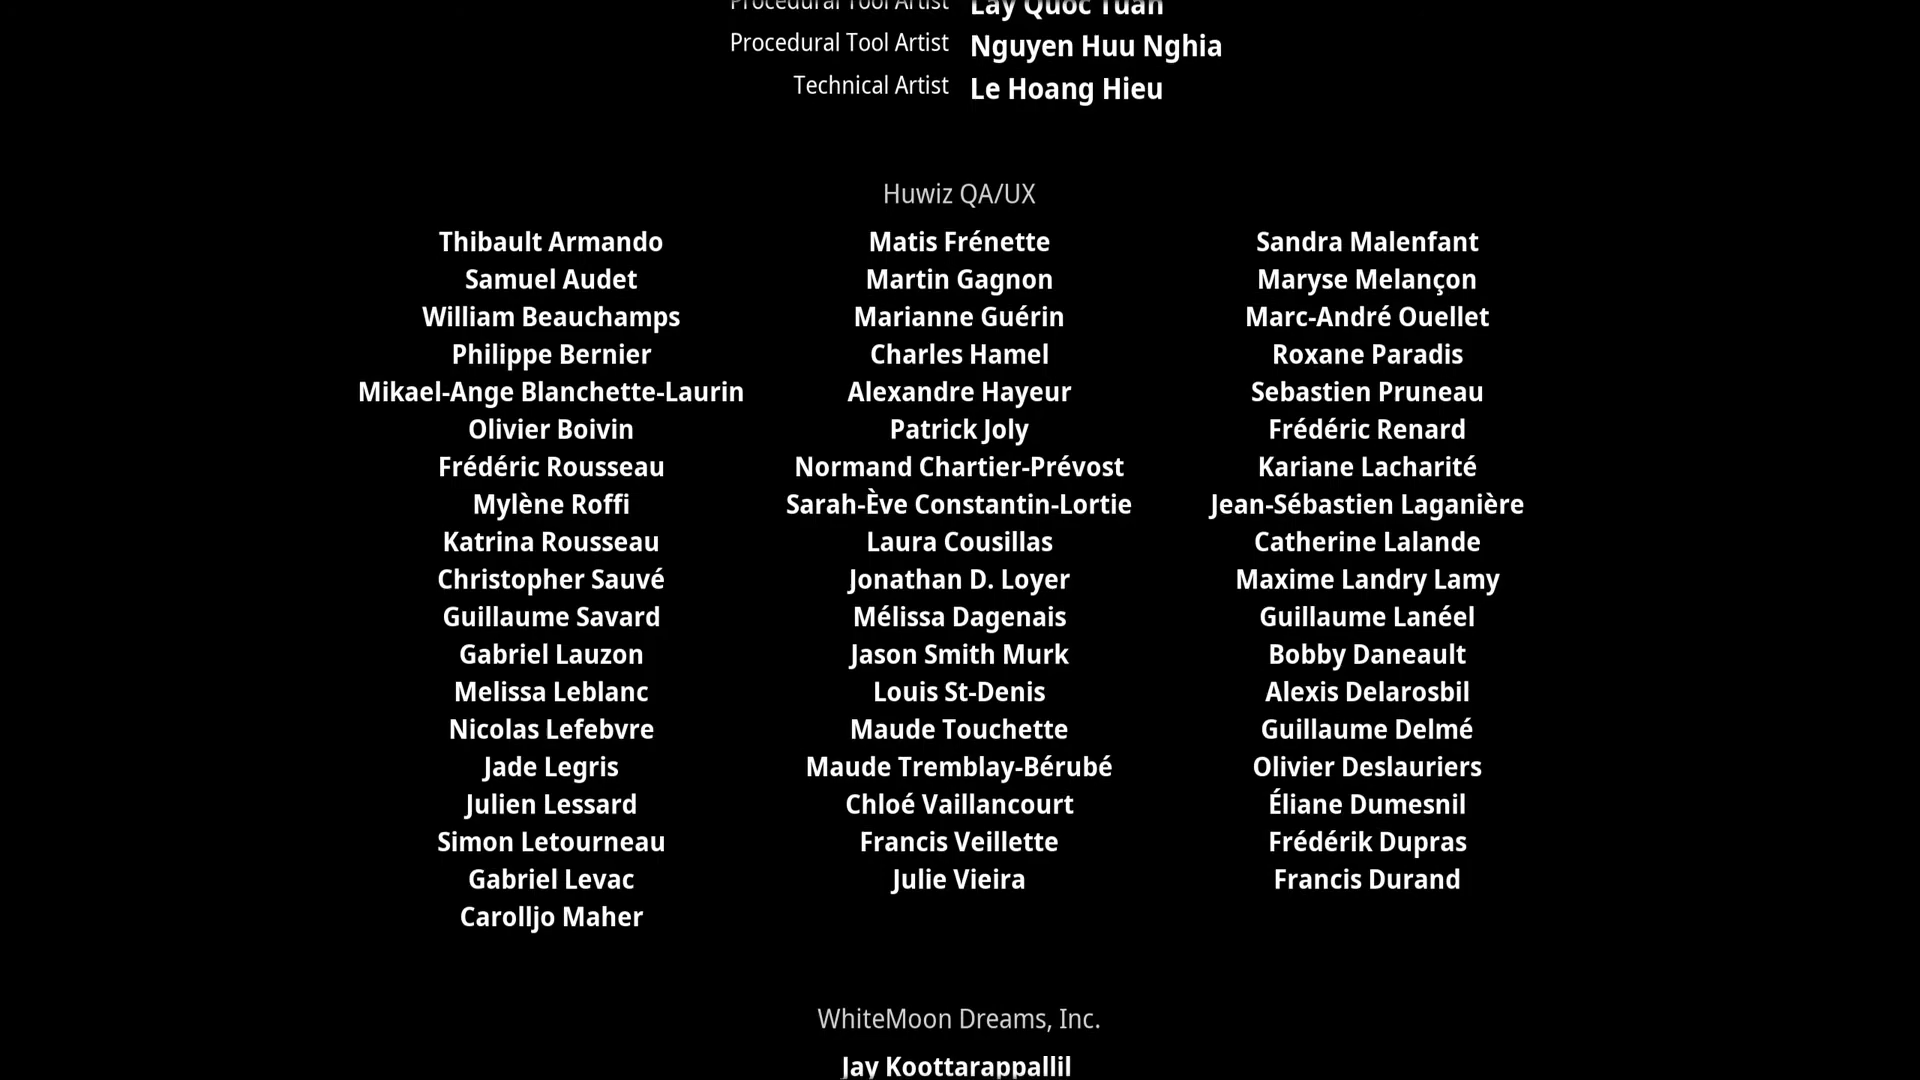 Procedural Tool Artist Lay Quoc Tuan
Procedural Tool Artist Nguyen Huu Nghia
Technical Artist Le Hoang Hieu
Huwiz QA/UX
Thibault Armando Matis Frénette Sandra Malenfant
Samuel Audet Martin Gagnon Maryse Melançon
William Beauchamps Marianne Guérin Marc-André Ouellet
Philippe Bernier Charles Hamel Roxane Paradis
Mikael-Ange Blanchette-Laurin Alexandre Hayeur Sebastien Pruneau
Olivier Boivin Patrick Joly Frédéric Renard
Frédéric Rousseau Normand Chartier-Prévost Kariane Lacharité
Mylène Roffi Sarah-Ève Constantin-Lortie Jean-Sébastien Laganière
Katrina Rousseau Laura Cousillas Catherine Lalande
Christopher Sauvé Jonathan D. Loyer Maxime Landry Lamy
Guillaume Savard Mélissa Dagenais Guillaume Lanéel
Gabriel Lauzon Jason Smith Murk Bobby Daneault
Melissa Leblanc Louis St-Denis Alexis Delarosbil
Nicolas Lefebvre Maude Touchette Guillaume Delmé
Jade Legris Maude Tremblay-Bérubé Olivier Deslauriers
Julien Lessard Chloé Vaillancourt Éliane Dumesnil
Simon Letourneau Francis Veillette Frédérik Dupras
Gabriel Levac Julie Vieira Francis Durand
Carolljo Maher
WhiteMoon Dreams, Inc.
Jay Koottarappallil